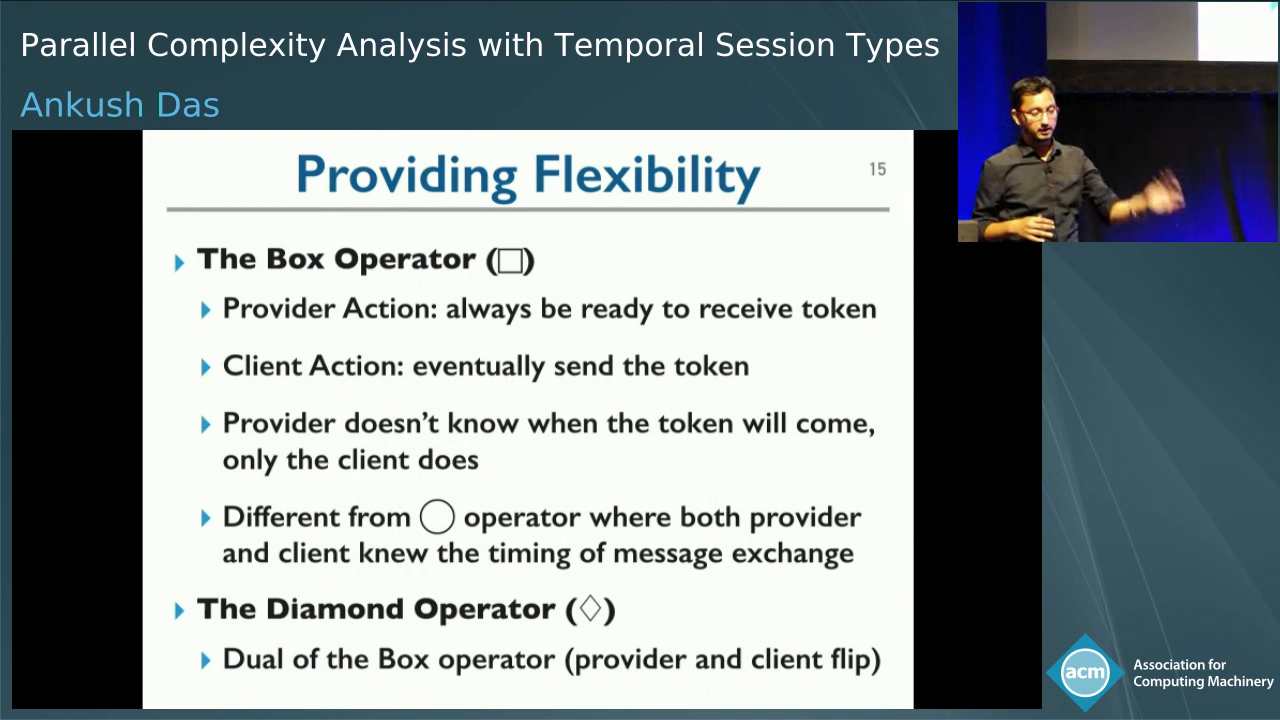 Parallel Complexity Analysis with Temporal Session Types
Ankush Das
Providing Flexibility
15
The Box Operator (□)
Provider Action: always be ready to receive token
Client Action: eventually send the token
Provider doesn’t know when the token will come,
only the client does
Different from ◯ operator where both provider
and client knew the timing of message exchange
The Diamond Operator (◇)
Dual of the Box operator (provider and client flip)
acm
Association for
Computing Machinery